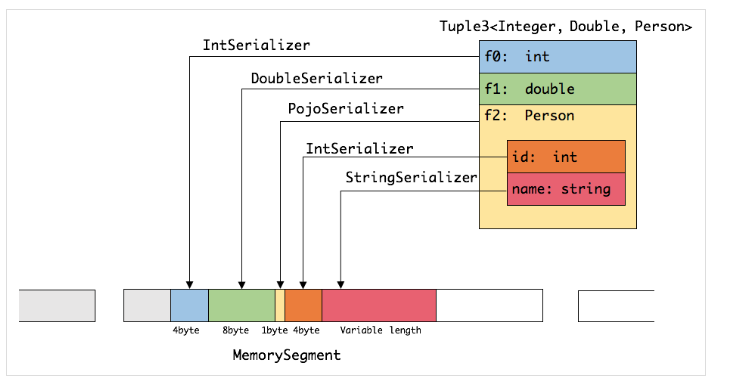 Tuple3<Integer, Double, Person>
IntSerializer
f0: int
DoubleSerializer
f1: double
PojoSerializer
f2: Person
IntSerializer
id: int
StringSerializer
name: string
4byte 8byte 1byte 4byte Variable length
MemorySegment